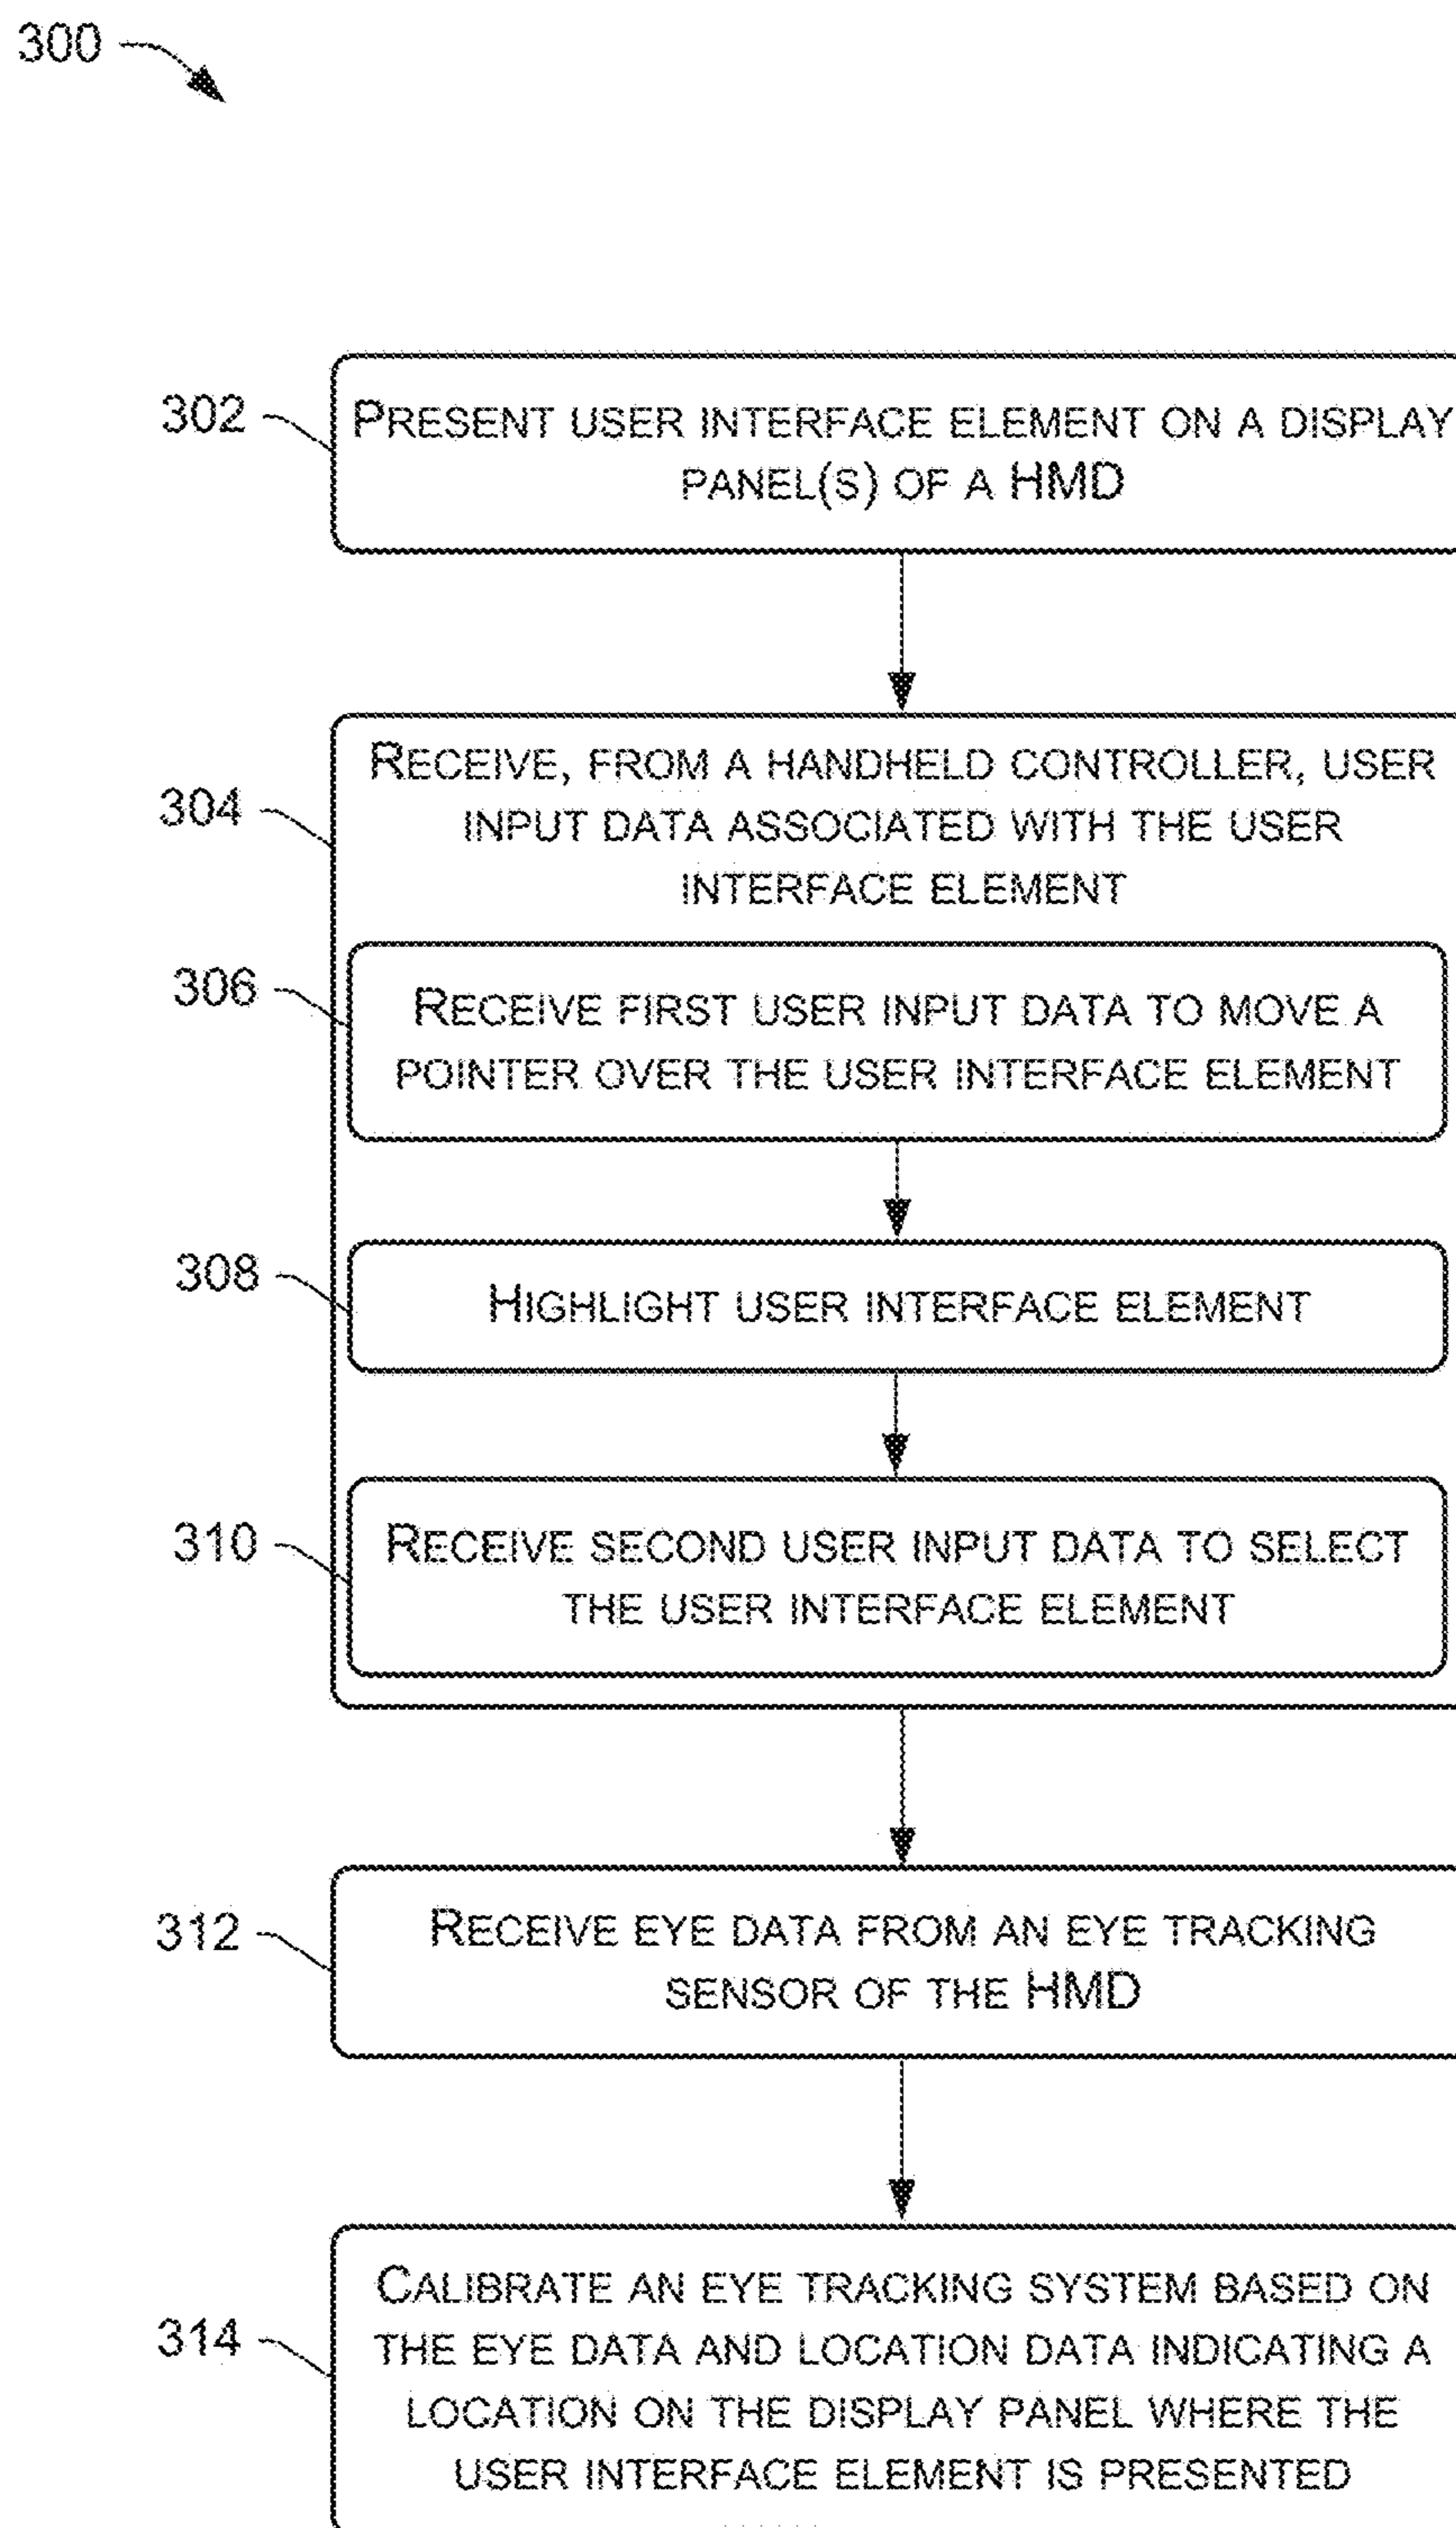 300
302
PRESENT USER INTERFACE ELEMENT ON A DISPLAY
PANEL(S) OF A HMD
304
RECEIVE, FROM A HANDHELD CONTROLLER, USER
INPUT DATA ASSOCIATED WITH THE USER
INTERFACE ELEMENT
306
RECEIVE FIRST USER INPUT DATA TO MOVE A
POINTER OVER THE USER INTERFACE ELEMENT
308
HIGHLIGHT USER INTERFACE ELEMENT
310
RECEIVE SECOND USER INPUT DATA TO SELECT
THE USER INTERFACE ELEMENT
312
RECEIVE EYE DATA FROM AN EYE TRACKING
SENSOR OF THE HMD
314
CALIBRATE AN EYE TRACKING SYSTEM BASED ON
THE EYE DATA AND LOCATION DATA INDICATING A
LOCATION ON THE DISPLAY PANEL WHERE THE
USER INTERFACE ELEMENT IS PRESENTED